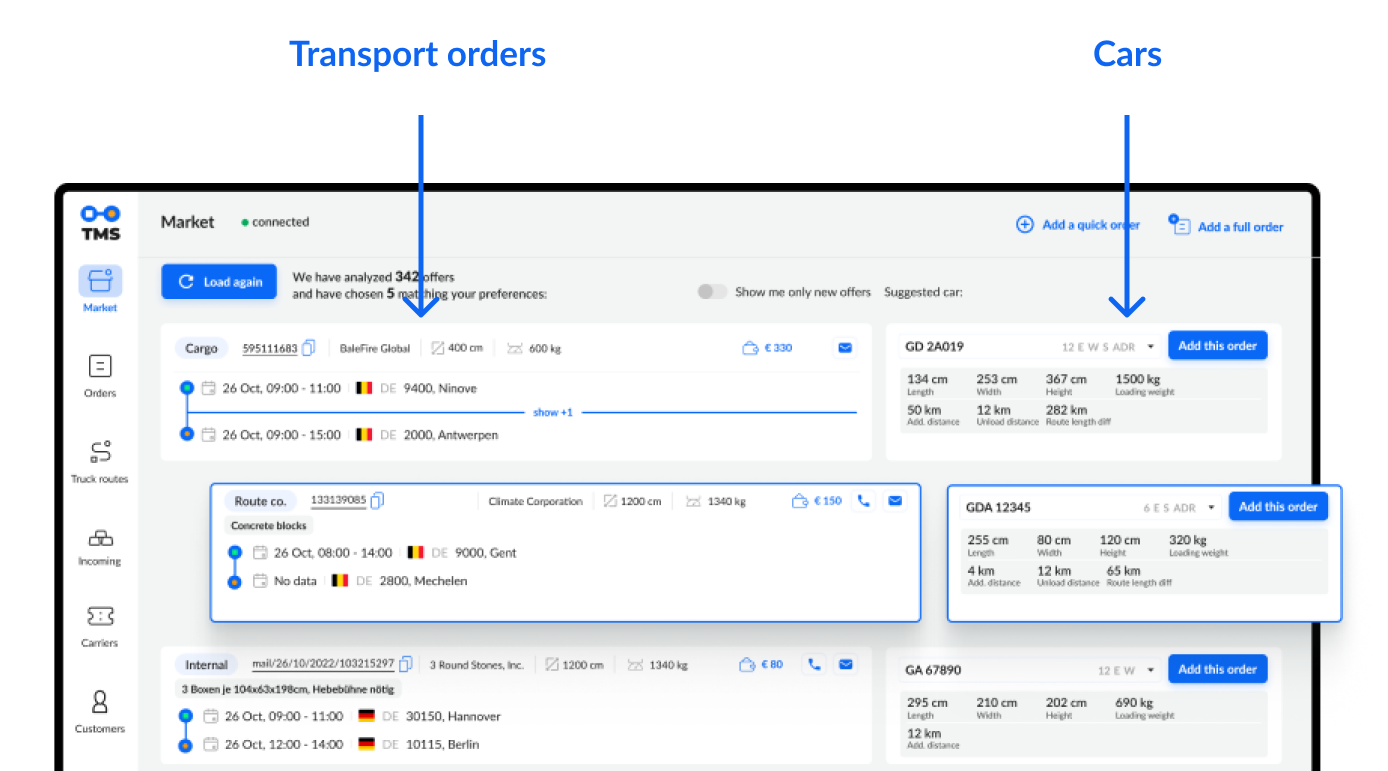 Transport orders
Cars
TMS
Market
connected
Add a quick order
Add a full order
Load again
We have analyzed 342 offers
and have chosen 5 matching your preferences:
Show me only new offers
Suggested car:
Market
Orders
Truck routes
Incoming
Carriers
Customers
Cargo 595111683 BaleFire Global 400 cm 600 kg € 330
26 Oct, 09:00 - 11:00 DE 9400, Ninove
show +1
26 Oct, 09:00 - 15:00 DE 2000, Antwerpen
GD 2A019 12 E W S ADR Add this order
134 cm 253 cm 367 cm 1500 kg
Length Width Height Loading weight
50 km 12 km 282 km
Add. distance Unload distance Route length diff
Route co. 133139085 Climate Corporation 1200 cm 1340 kg € 150
Concrete blocks
26 Oct, 08:00 - 14:00 DE 9000, Gent
No data DE 2800, Mechelen
GDA 12345 6 E S ADR Add this order
255 cm 80 cm 120 cm 320 kg
Length Width Height Loading weight
4 km 12 km 65 km
Add. distance Unload distance Route length diff
Internal mail/26/10/2022/103215297 3 Round Stones, Inc. 1200 cm 1340 kg € 80
3 Boxen je 104x63x198cm, Hebebühne nötig
26 Oct, 09:00 - 11:00 DE 30150, Hannover
26 Oct, 12:00 - 14:00 DE 10115, Berlin
GA 67890 12 E W Add this order
295 cm 210 cm 202 cm 690 kg
Length Width Height Loading weight
12 km
Add. distance